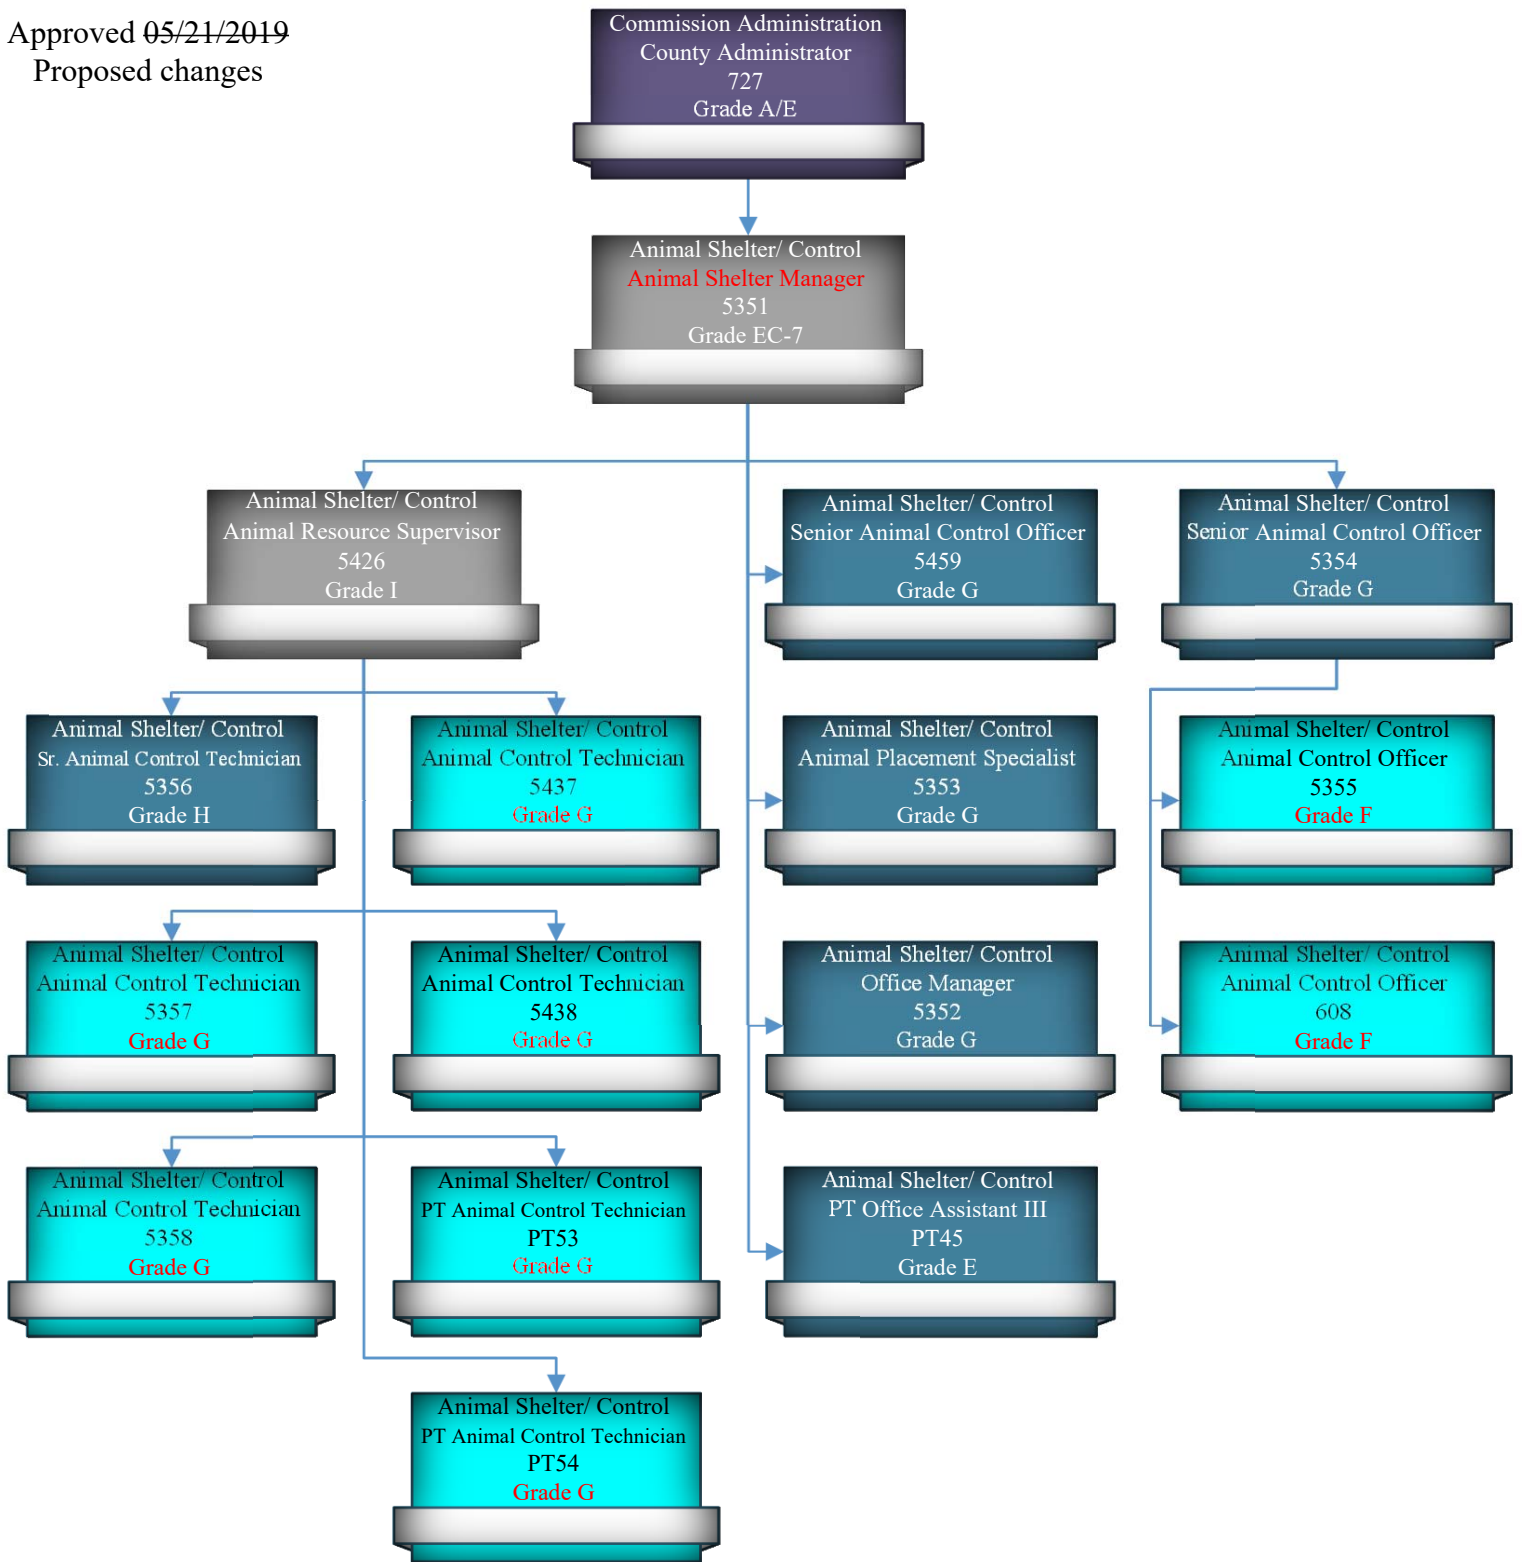 Approved 05/21/2019
Proposed changes
Commission Administration
County Administrator
727
Grade A/E
Animal Shelter/ Control
Animal Shelter Manager
5351
Grade EC-7
Animal Shelter/ Control
Animal Resource Supervisor
5426
Grade I
Animal Shelter/ Control
Senior Animal Control Officer
5459
Grade G
Animal Shelter/ Control
Senior Animal Control Officer
5354
Grade G
Animal Shelter/ Control
Sr. Animal Control Technician
5356
Grade H
Animal Shelter/ Control
Animal Control Technician
5437
Grade G
Animal Shelter/ Control
Animal Placement Specialist
5353
Grade G
Animal Shelter/ Control
Animal Control Officer
5355
Grade F
Animal Shelter/ Control
Animal Control Technician
5357
Grade G
Animal Shelter/ Control
Animal Control Technician
5438
Grade G
Animal Shelter/ Control
Office Manager
5352
Grade G
Animal Shelter/ Control
Animal Control Officer
608
Grade F
Animal Shelter/ Control
Animal Control Technician
5358
Grade G
Animal Shelter/ Control
PT Animal Control Technician
PT53
Grade G
Animal Shelter/ Control
PT Office Assistant III
PT45
Grade E
Animal Shelter/ Control
PT Animal Control Technician
PT54
Grade G